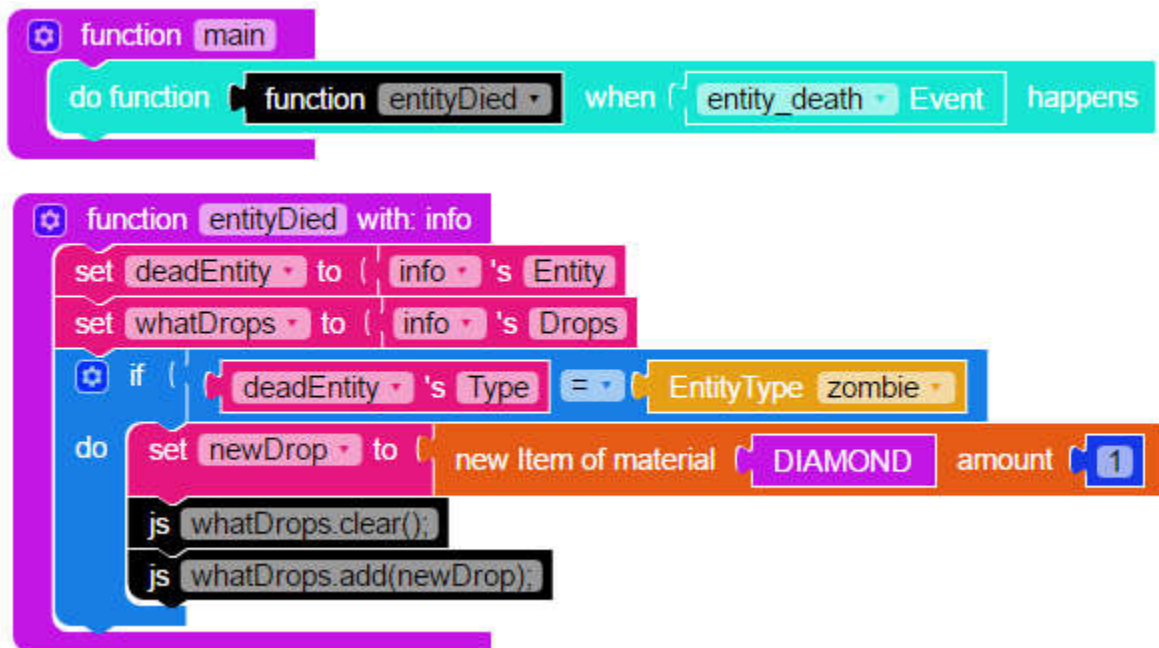 function main
do function function entityDied when entity_death Event happens
function entityDied with: info
set deadEntity to info 's Entity
set whatDrops to info 's Drops
if deadEntity 's Type = EntityType zombie
do set newDrop to new Item of material DIAMOND amount 1
js whatDrops.clear();
js whatDrops.add(newDrop);